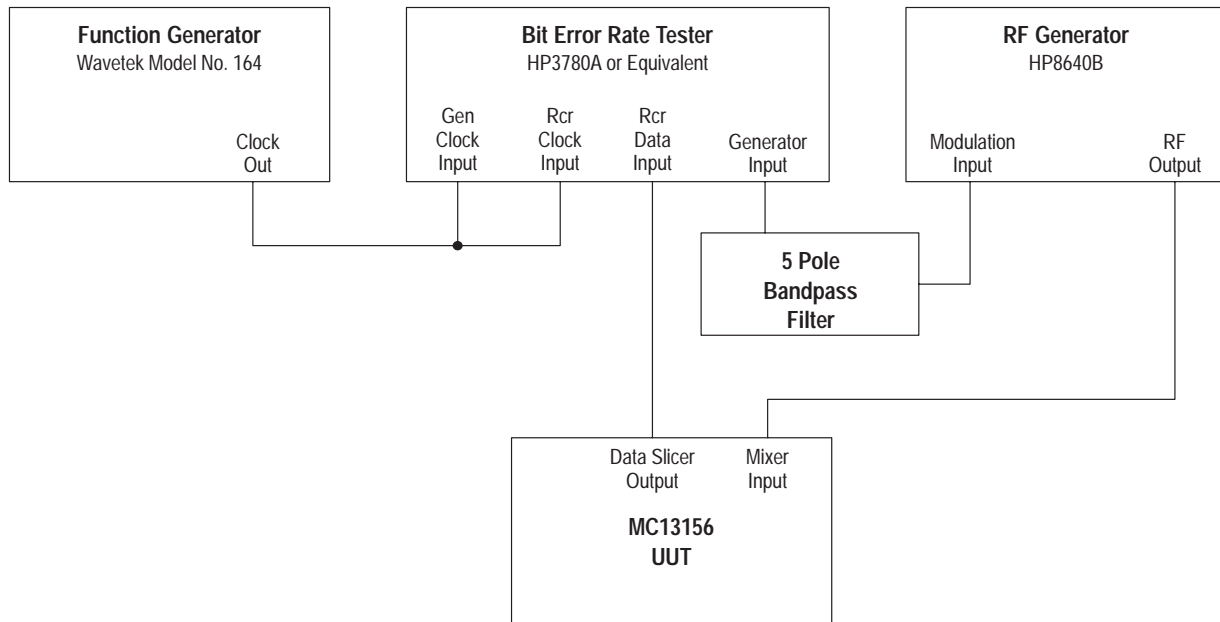 Function Generator
Wavetek Model No. 164
Clock
Out
Bit Error Rate Tester
HP3780A or Equivalent
Gen
Clock
Input
Rcr
Clock
Input
Rcr
Data
Input
Generator
Input
RF Generator
HP8640B
Modulation
Input
RF
Output
5 Pole
Bandpass
Filter
Data Slicer
Output
Mixer
Input
MC13156
UUT